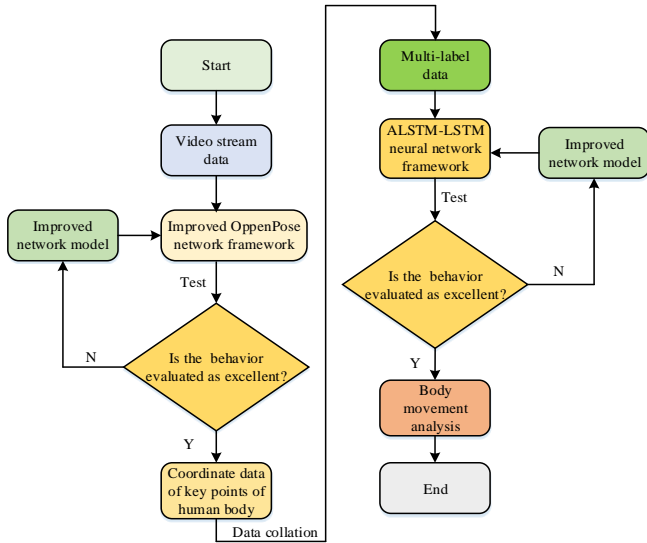 Start
Video stream
data
Improved
network model
Improved OppenPose
network framework
Test
Is the behavior
evaluated as excellent?
N
Y
Coordinate data
of key points of
human body
Data collation
Multi-label
data
ALSTM-LSTM
neural network
framework
Improved
network model
Test
Is the behavior
evaluated as excellent?
N
Y
Body
movement
analysis
End